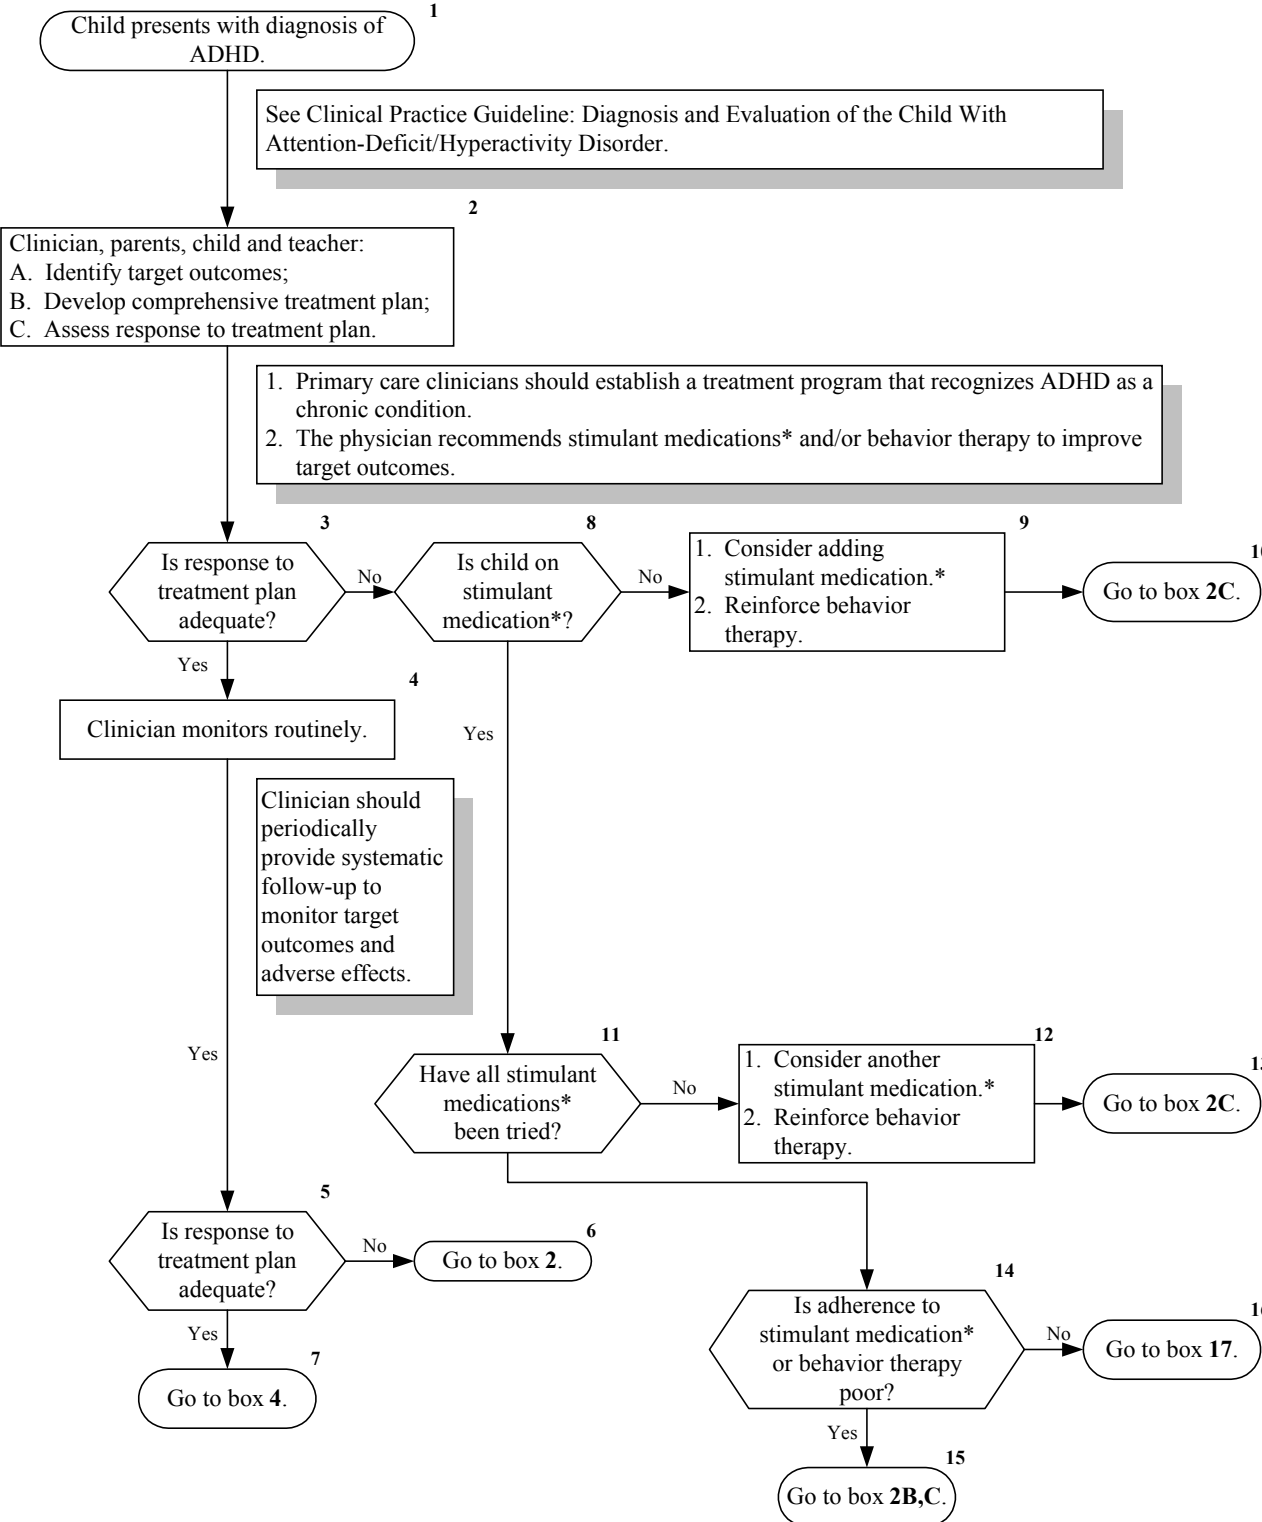 1
Child presents with diagnosis of
ADHD.
See Clinical Practice Guideline: Diagnosis and Evaluation of the Child With
Attention-Deficit/Hyperactivity Disorder.
2
Clinician, parents, child and teacher:
A. Identify target outcomes;
B. Develop comprehensive treatment plan;
C. Assess response to treatment plan.
1. Primary care clinicians should establish a treatment program that recognizes ADHD as a
chronic condition.
2. The physician recommends stimulant medications* and/or behavior therapy to improve
target outcomes.
3
Is response to
treatment plan
adequate?
No
8
Is child on
stimulant
medication*?
No
9
1. Consider adding
stimulant medication.*
2. Reinforce behavior
therapy.
Go to box 2C.
Yes
4
Clinician monitors routinely.
Yes
Clinician should
periodically
provide systematic
follow-up to
monitor target
outcomes and
adverse effects.
Yes
11
Have all stimulant
medications*
been tried?
No
12
1. Consider another
stimulant medication.*
2. Reinforce behavior
therapy.
Go to box 2C.
5
Is response to
treatment plan
adequate?
No
6
Go to box 2.
Yes
7
Go to box 4.
14
Is adherence to
stimulant medication*
or behavior therapy
poor?
No
Go to box 17.
Yes
15
Go to box 2B,C.